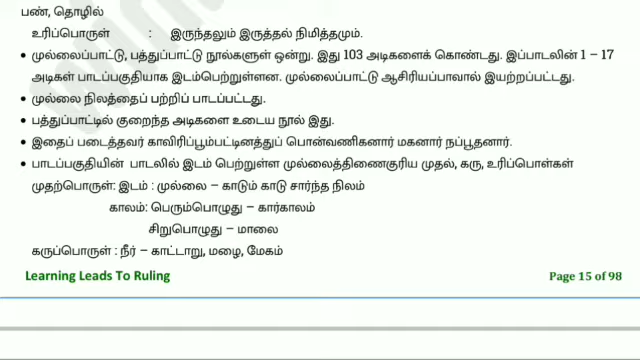 பண், தொழில்
உரிப்பொருள் : இருந்தலும் இருத்தல் நிமித்தமும்.
• முல்லைப்பாட்டு, பத்துப்பாட்டு நூல்களுள் ஒன்று. இது 103 அடிகளைக் கொண்டது. இப்பாடலின் 1 – 17
அடிகள் பாடப்பகுதியாக இடம்பெற்றுள்ளன. முல்லைப்பாட்டு ஆசிரியப்பாவால் இயற்றப்பட்டது.
• முல்லை நிலத்தைப் பற்றிப் பாடப்பட்டது.
• பத்துப்பாட்டில் குறைந்த அடிகளை உடைய நூல் இது.
• இதைப் படைத்தவர் காவிரிப்பூம்பட்டினத்துப் பொன்வணிகனார் மகனார் நப்பூதனார்.
• பாடப்பகுதியின் பாடலில் இடம் பெற்றுள்ள முல்லைத்திணைகுரிய முதல், கரு, உரிப்பொள்கள்
முதற்பொருள்: இடம் : முல்லை – காடும் காடு சார்ந்த நிலம்
காலம்: பெரும்பொழுது – கார்காலம்
சிறுபொழுது – மாலை
கருப்பொருள் : நீர் – காட்டாறு, மழை, மேகம்
Learning Leads To Ruling Page 15 of 98